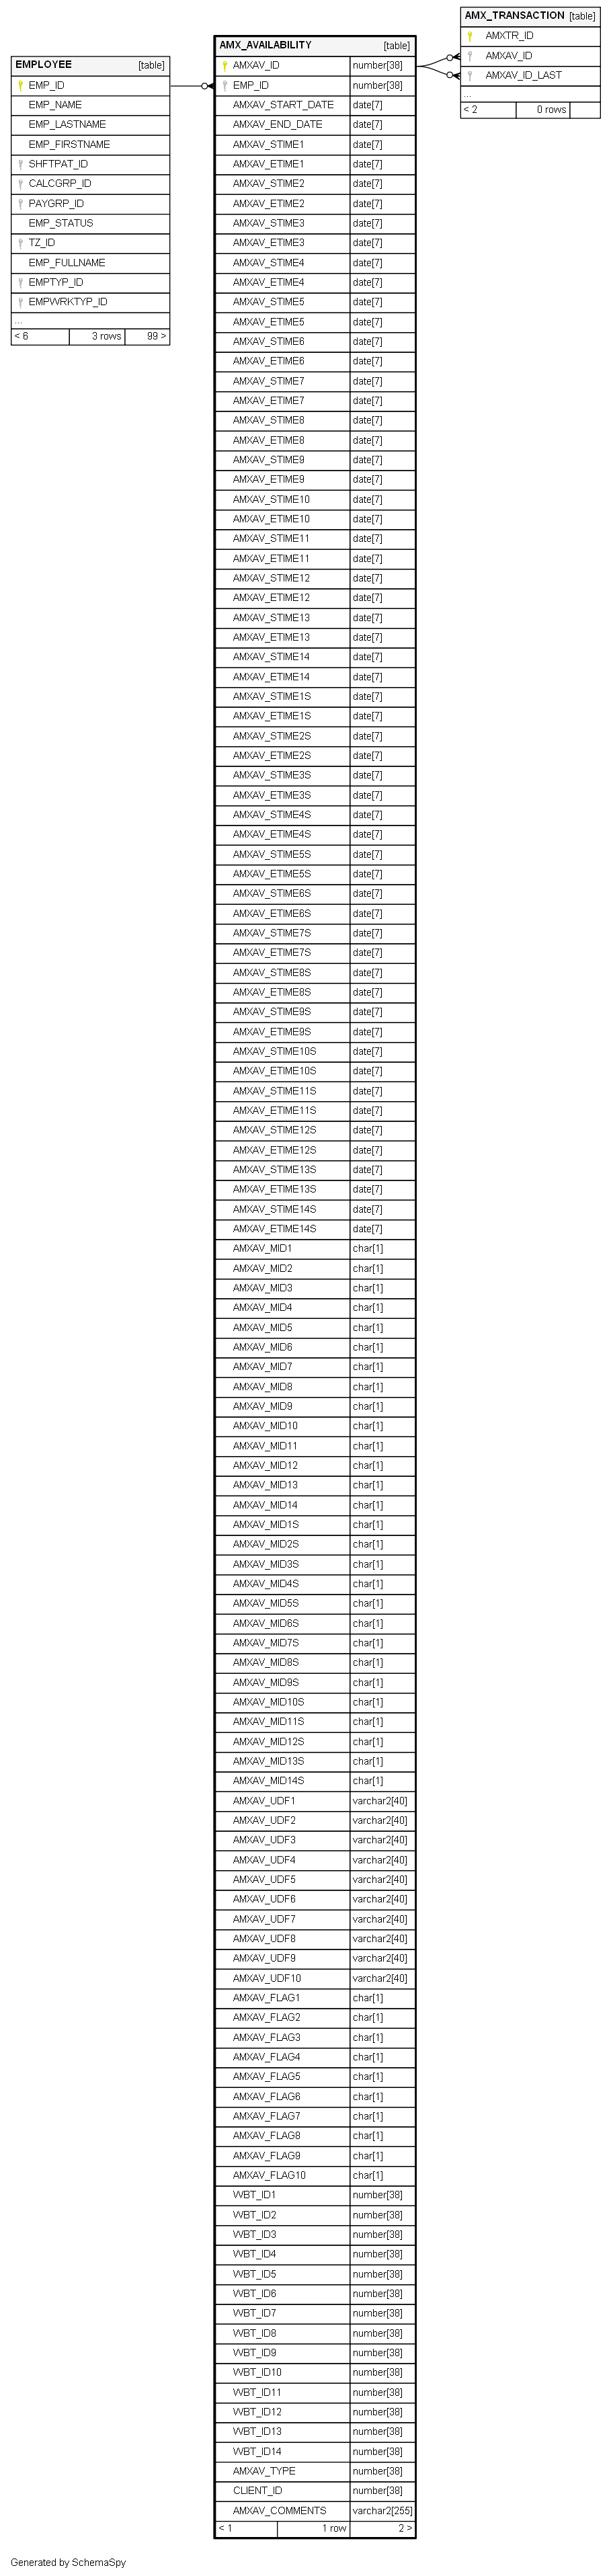 EMPLOYEE [table]
EMP_ID
EMP_NAME
EMP_LASTNAME
EMP_FIRSTNAME
SHFTPAT_ID
CALCGRP_ID
PAYGRP_ID
EMP_STATUS
TZ_ID
EMP_FULLNAME
EMPTYP_ID
EMPWRKTYP_ID
...
< 6 3 rows 99 >
AMX_AVAILABILITY [table]
AMXAV_ID number[38]
EMP_ID number[38]
AMXAV_START_DATE date[7]
AMXAV_END_DATE date[7]
AMXAV_STIME1 date[7]
AMXAV_ETIME1 date[7]
AMXAV_STIME2 date[7]
AMXAV_ETIME2 date[7]
AMXAV_STIME3 date[7]
AMXAV_ETIME3 date[7]
AMXAV_STIME4 date[7]
AMXAV_ETIME4 date[7]
AMXAV_STIME5 date[7]
AMXAV_ETIME5 date[7]
AMXAV_STIME6 date[7]
AMXAV_ETIME6 date[7]
AMXAV_STIME7 date[7]
AMXAV_ETIME7 date[7]
AMXAV_STIME8 date[7]
AMXAV_ETIME8 date[7]
AMXAV_STIME9 date[7]
AMXAV_ETIME9 date[7]
AMXAV_STIME10 date[7]
AMXAV_ETIME10 date[7]
AMXAV_STIME11 date[7]
AMXAV_ETIME11 date[7]
AMXAV_STIME12 date[7]
AMXAV_ETIME12 date[7]
AMXAV_STIME13 date[7]
AMXAV_ETIME13 date[7]
AMXAV_STIME14 date[7]
AMXAV_ETIME14 date[7]
AMXAV_STIME1S date[7]
AMXAV_ETIME1S date[7]
AMXAV_STIME2S date[7]
AMXAV_ETIME2S date[7]
AMXAV_STIME3S date[7]
AMXAV_ETIME3S date[7]
AMXAV_STIME4S date[7]
AMXAV_ETIME4S date[7]
AMXAV_STIME5S date[7]
AMXAV_ETIME5S date[7]
AMXAV_STIME6S date[7]
AMXAV_ETIME6S date[7]
AMXAV_STIME7S date[7]
AMXAV_ETIME7S date[7]
AMXAV_STIME8S date[7]
AMXAV_ETIME8S date[7]
AMXAV_STIME9S date[7]
AMXAV_ETIME9S date[7]
AMXAV_STIME10S date[7]
AMXAV_ETIME10S date[7]
AMXAV_STIME11S date[7]
AMXAV_ETIME11S date[7]
AMXAV_STIME12S date[7]
AMXAV_ETIME12S date[7]
AMXAV_STIME13S date[7]
AMXAV_ETIME13S date[7]
AMXAV_STIME14S date[7]
AMXAV_ETIME14S date[7]
AMXAV_MID1 char[1]
AMXAV_MID2 char[1]
AMXAV_MID3 char[1]
AMXAV_MID4 char[1]
AMXAV_MID5 char[1]
AMXAV_MID6 char[1]
AMXAV_MID7 char[1]
AMXAV_MID8 char[1]
AMXAV_MID9 char[1]
AMXAV_MID10 char[1]
AMXAV_MID11 char[1]
AMXAV_MID12 char[1]
AMXAV_MID13 char[1]
AMXAV_MID14 char[1]
AMXAV_MID1S char[1]
AMXAV_MID2S char[1]
AMXAV_MID3S char[1]
AMXAV_MID4S char[1]
AMXAV_MID5S char[1]
AMXAV_MID6S char[1]
AMXAV_MID7S char[1]
AMXAV_MID8S char[1]
AMXAV_MID9S char[1]
AMXAV_MID10S char[1]
AMXAV_MID11S char[1]
AMXAV_MID12S char[1]
AMXAV_MID13S char[1]
AMXAV_MID14S char[1]
AMXAV_UDF1 varchar2[40]
AMXAV_UDF2 varchar2[40]
AMXAV_UDF3 varchar2[40]
AMXAV_UDF4 varchar2[40]
AMXAV_UDF5 varchar2[40]
AMXAV_UDF6 varchar2[40]
AMXAV_UDF7 varchar2[40]
AMXAV_UDF8 varchar2[40]
AMXAV_UDF9 varchar2[40]
AMXAV_UDF10 varchar2[40]
AMXAV_FLAG1 char[1]
AMXAV_FLAG2 char[1]
AMXAV_FLAG3 char[1]
AMXAV_FLAG4 char[1]
AMXAV_FLAG5 char[1]
AMXAV_FLAG6 char[1]
AMXAV_FLAG7 char[1]
AMXAV_FLAG8 char[1]
AMXAV_FLAG9 char[1]
AMXAV_FLAG10 char[1]
WBT_ID1 number[38]
WBT_ID2 number[38]
WBT_ID3 number[38]
WBT_ID4 number[38]
WBT_ID5 number[38]
WBT_ID6 number[38]
WBT_ID7 number[38]
WBT_ID8 number[38]
WBT_ID9 number[38]
WBT_ID10 number[38]
WBT_ID11 number[38]
WBT_ID12 number[38]
WBT_ID13 number[38]
WBT_ID14 number[38]
AMXAV_TYPE number[38]
CLIENT_ID number[38]
AMXAV_COMMENTS varchar2[255]
< 1 1 row 2 >
AMX_TRANSACTION [table]
AMXTR_ID
AMXAV_ID
AMXAV_ID_LAST
...
< 2 0 rows
Generated by SchemaSpy